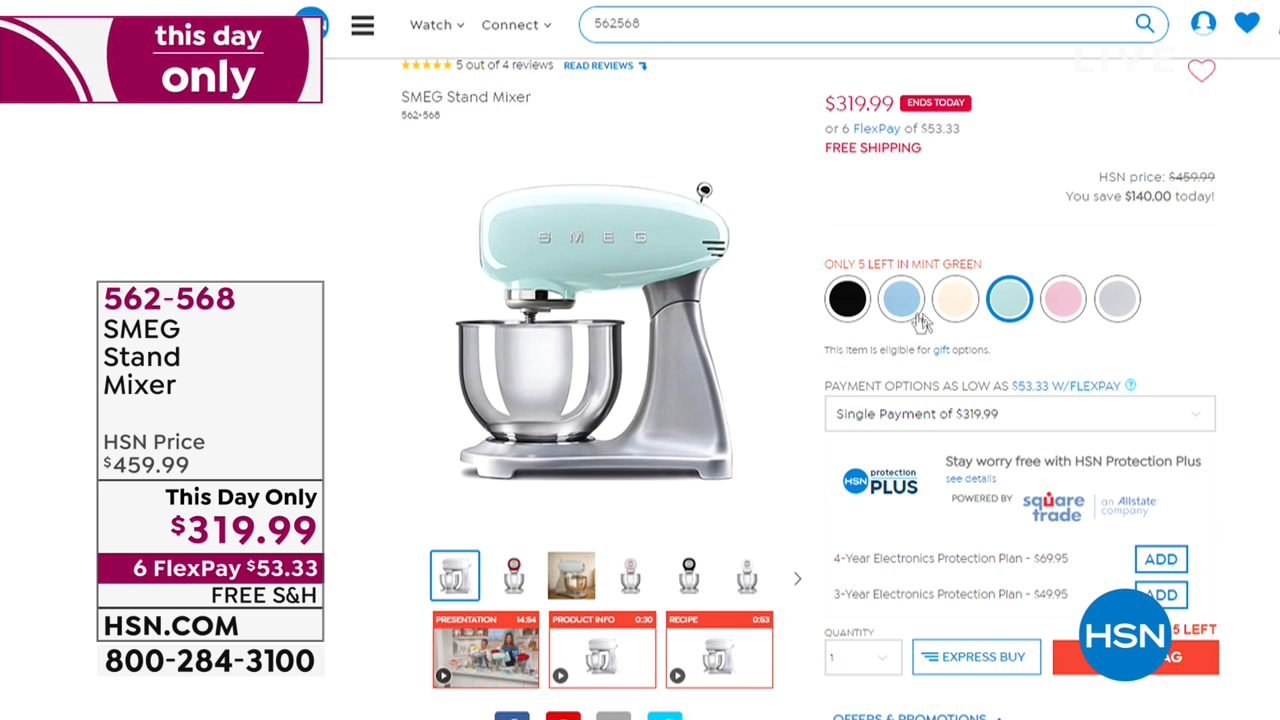 this day
only
Watch
Connect
562568
LIVE
5 out of 4 reviews READ REVIEWS
SMEG Stand Mixer
562-568
$319.99 ENDS TODAY
or 6 FlexPay of $53.33
FREE SHIPPING
HSN price: $459.99
You save $140.00 today!
SMEG
ONLY 5 LEFT IN MINT GREEN
This item is eligible for gift options.
PAYMENT OPTIONS AS LOW AS $53.33 W/FLEXPAY ?
Single Payment of $319.99
HSN protection PLUS
Stay worry free with HSN Protection Plus
see details
POWERED BY square trade an Allstate company
4-Year Electronics Protection Plan - $69.95 ADD
3-Year Electronics Protection Plan - $49.95 ADD
5 LEFT
QUANTITY
1
EXPRESS BUY
AG
HSN
PRESENTATION 14:54
PRODUCT INFO 0:30
RECIPE 0:53
OFFERS & PROMOTIONS
562-568
SMEG
Stand
Mixer
HSN Price
$459.99
This Day Only
$319.99
6 FlexPay $53.33
FREE S&H
HSN.COM
800-284-3100